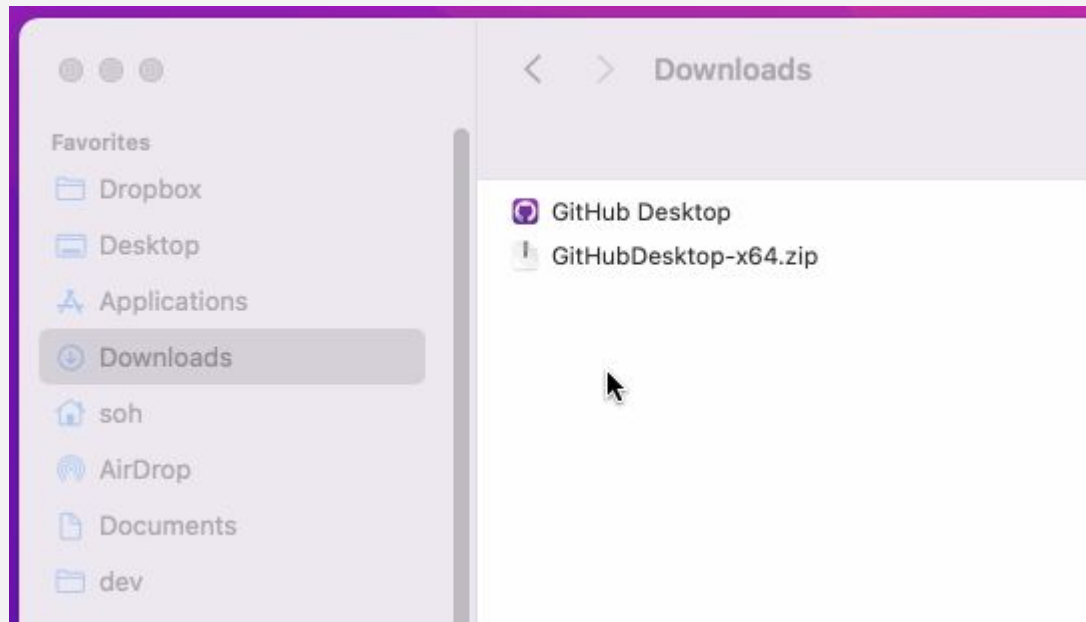 Downloads
Favorites
Dropbox
Desktop
Applications
Downloads
soh
AirDrop
Documents
dev
GitHub Desktop
GitHubDesktop-x64.zip